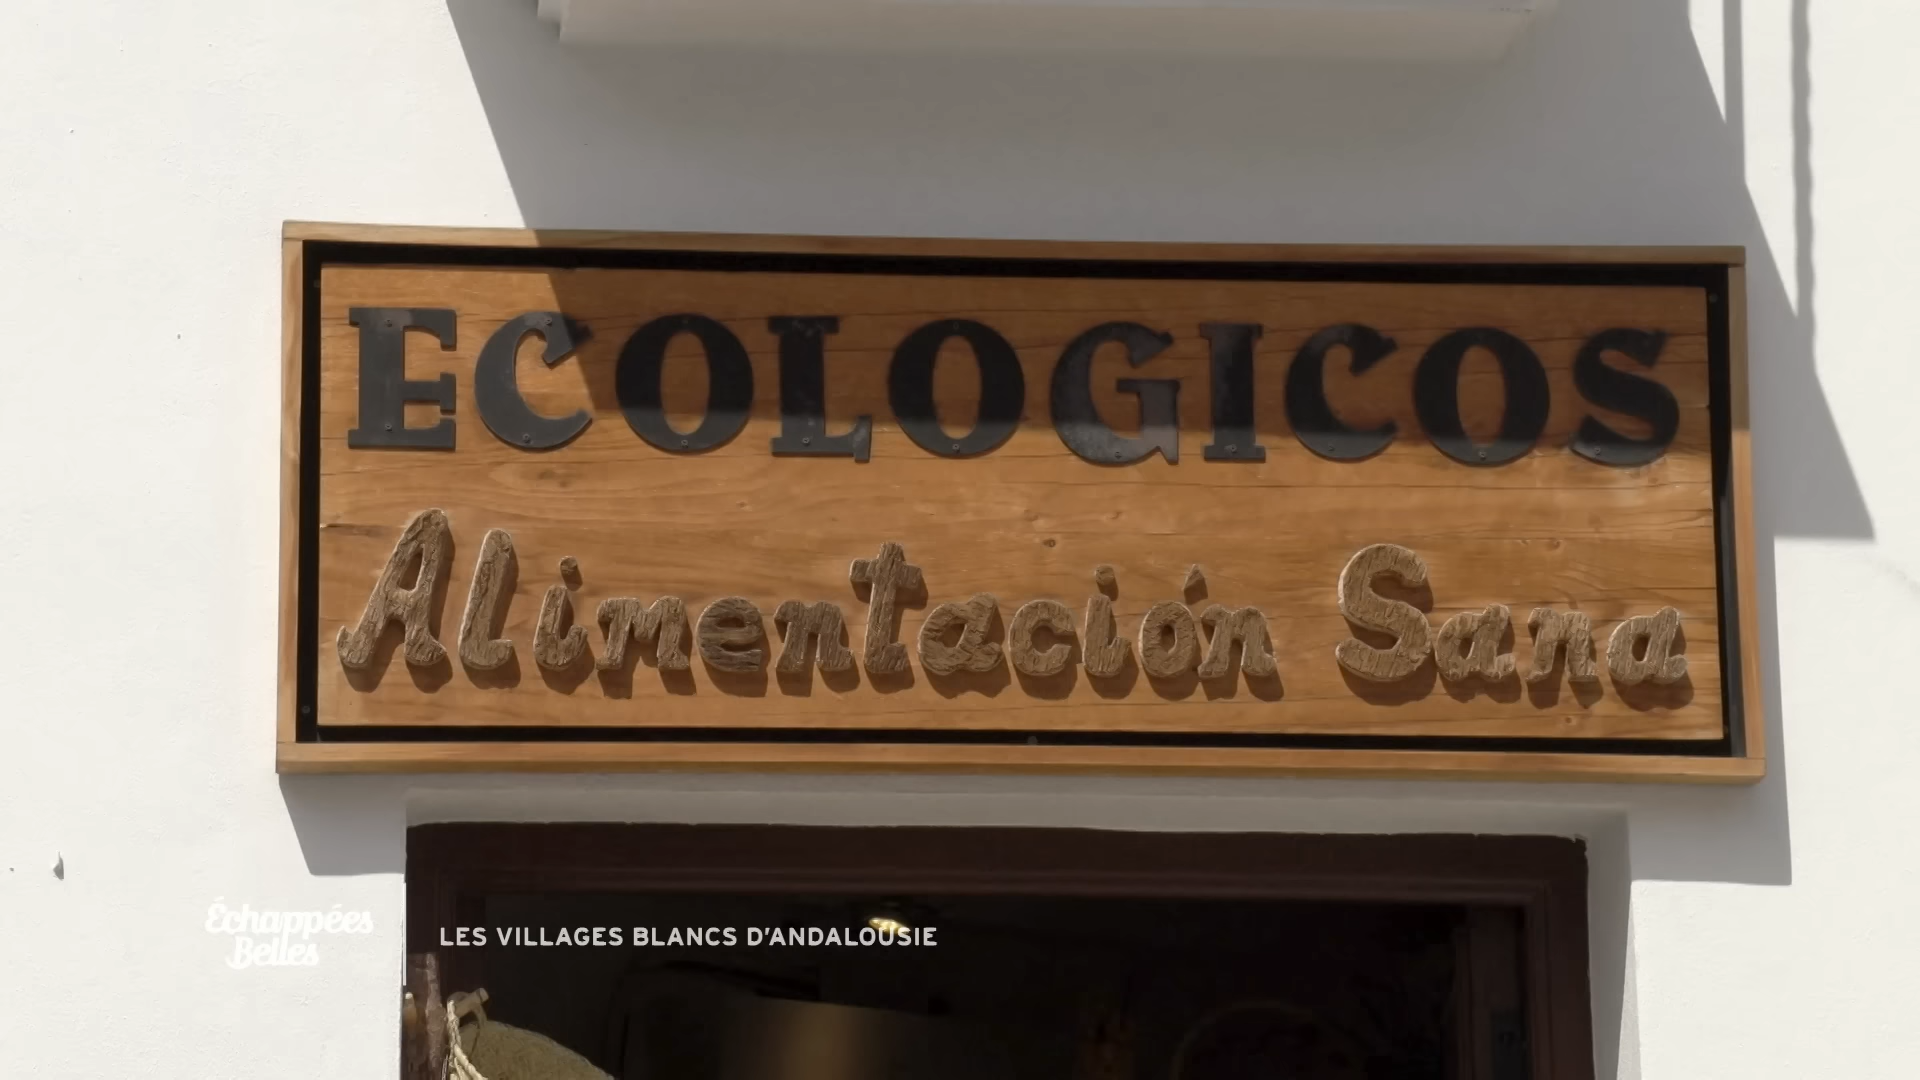 ECOLOGICOS
Alimentación Sana
Échappées
Belles
LES VILLAGES BLANCS D'ANDALOUSIE